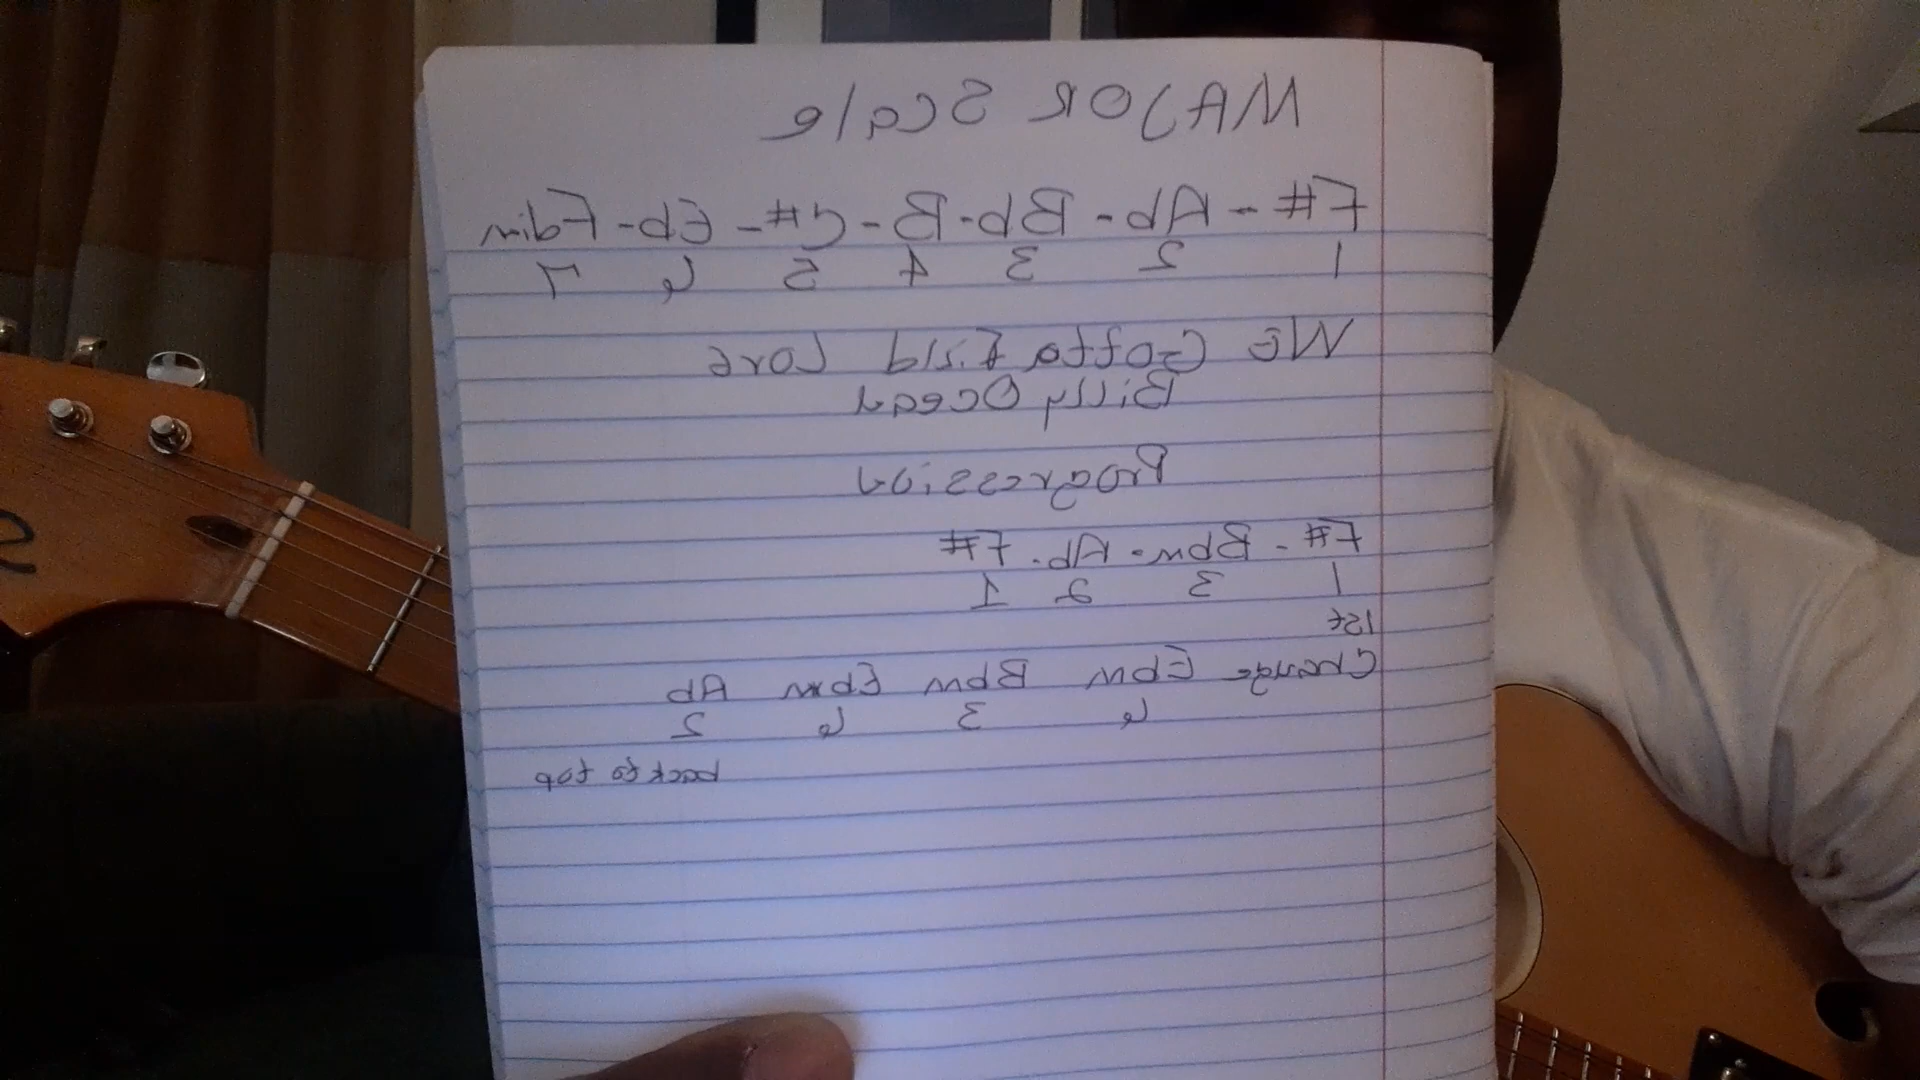 MAJOR Scale
F# - Ab - Bb - B - C# - Eb - Fdim
1 2 3 4 5 6 7
WE Gotta Fild Love
Billy Ocean
Progression
F# - Bbm - Ab - F#
1 3 2 1
1st
Change Ebm Bbm Ebm Ab
6 3 6 2
back to top